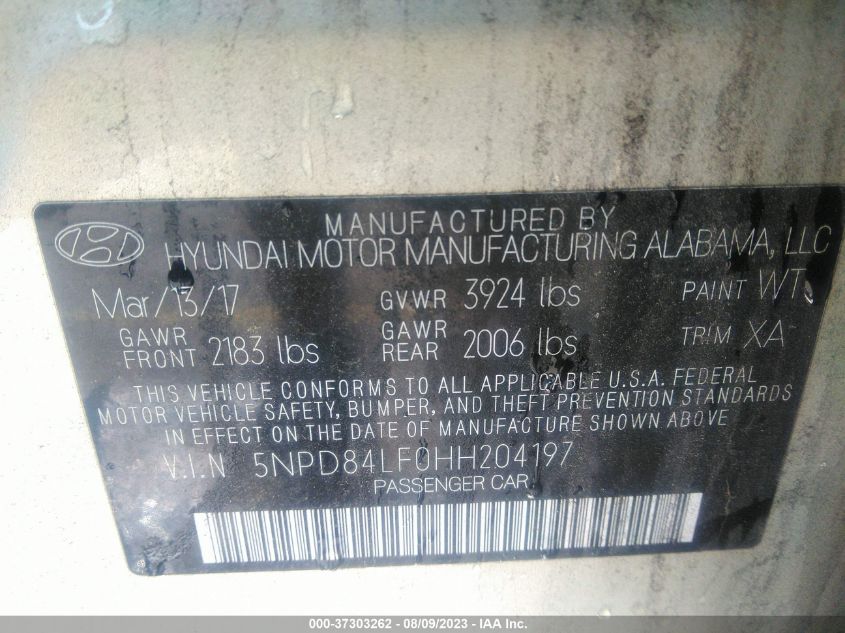 MANUFACTURED BY
HYUNDAI MOTOR MANUFACTURING ALABAMA, LLC
Mar/13/17 GVWR 3924 lbs PAINT WT
GAWR FRONT 2183 lbs GAWR REAR 2006 lbs TRIM XA
THIS VEHICLE CONFORMS TO ALL APPLICABLE U.S.A. FEDERAL
MOTOR VEHICLE SAFETY, BUMPER, AND THEFT PREVENTION STANDARDS
IN EFFECT ON THE DATE OF MANUFACTURE SHOWN ABOVE
V.I.N 5NPD84LF0HH204197
PASSENGER CAR
000-37303262 - 08/09/2023 - IAA Inc.